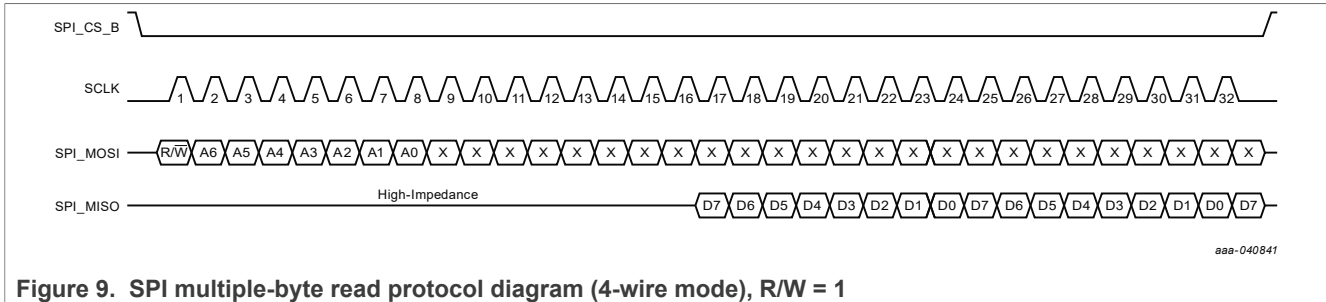 SPI_CS_B
SCLK 1 2 3 4 5 6 7 8 9 10 11 12 13 14 15 16 17 18 19 20 21 22 23 24 25 26 27 28 29 30 31 32
SPI_MOSI R/W̅ A6 A5 A4 A3 A2 A1 A0 X X X X X X X X X X X X X X X X X X X X X X X X
High-Impedance
SPI_MISO D7 D6 D5 D4 D3 D2 D1 D0 D7 D6 D5 D4 D3 D2 D1 D0 D7
aaa-040841
Figure 9. SPI multiple-byte read protocol diagram (4-wire mode), R/W = 1